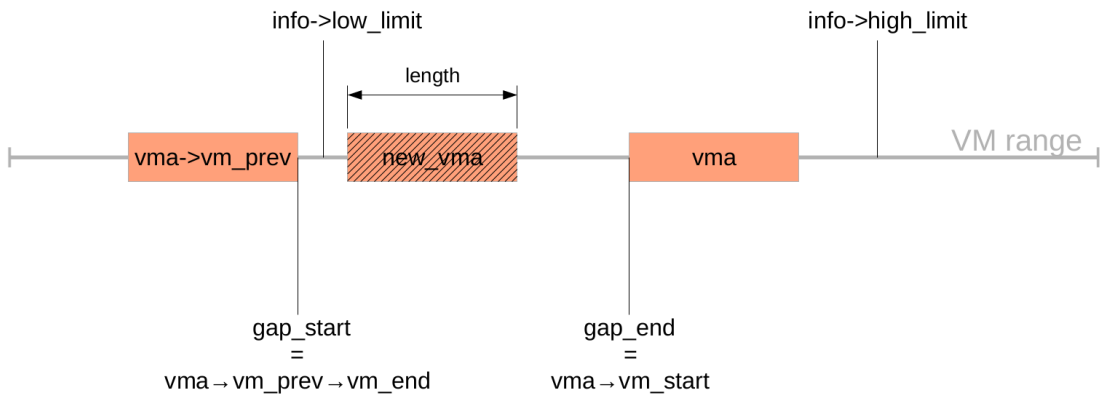 info->low_limit
info->high_limit
length
vma->vm_prev
new_vma
vma
VM range
gap_start
=
vma→vm_prev→vm_end
gap_end
=
vma→vm_start